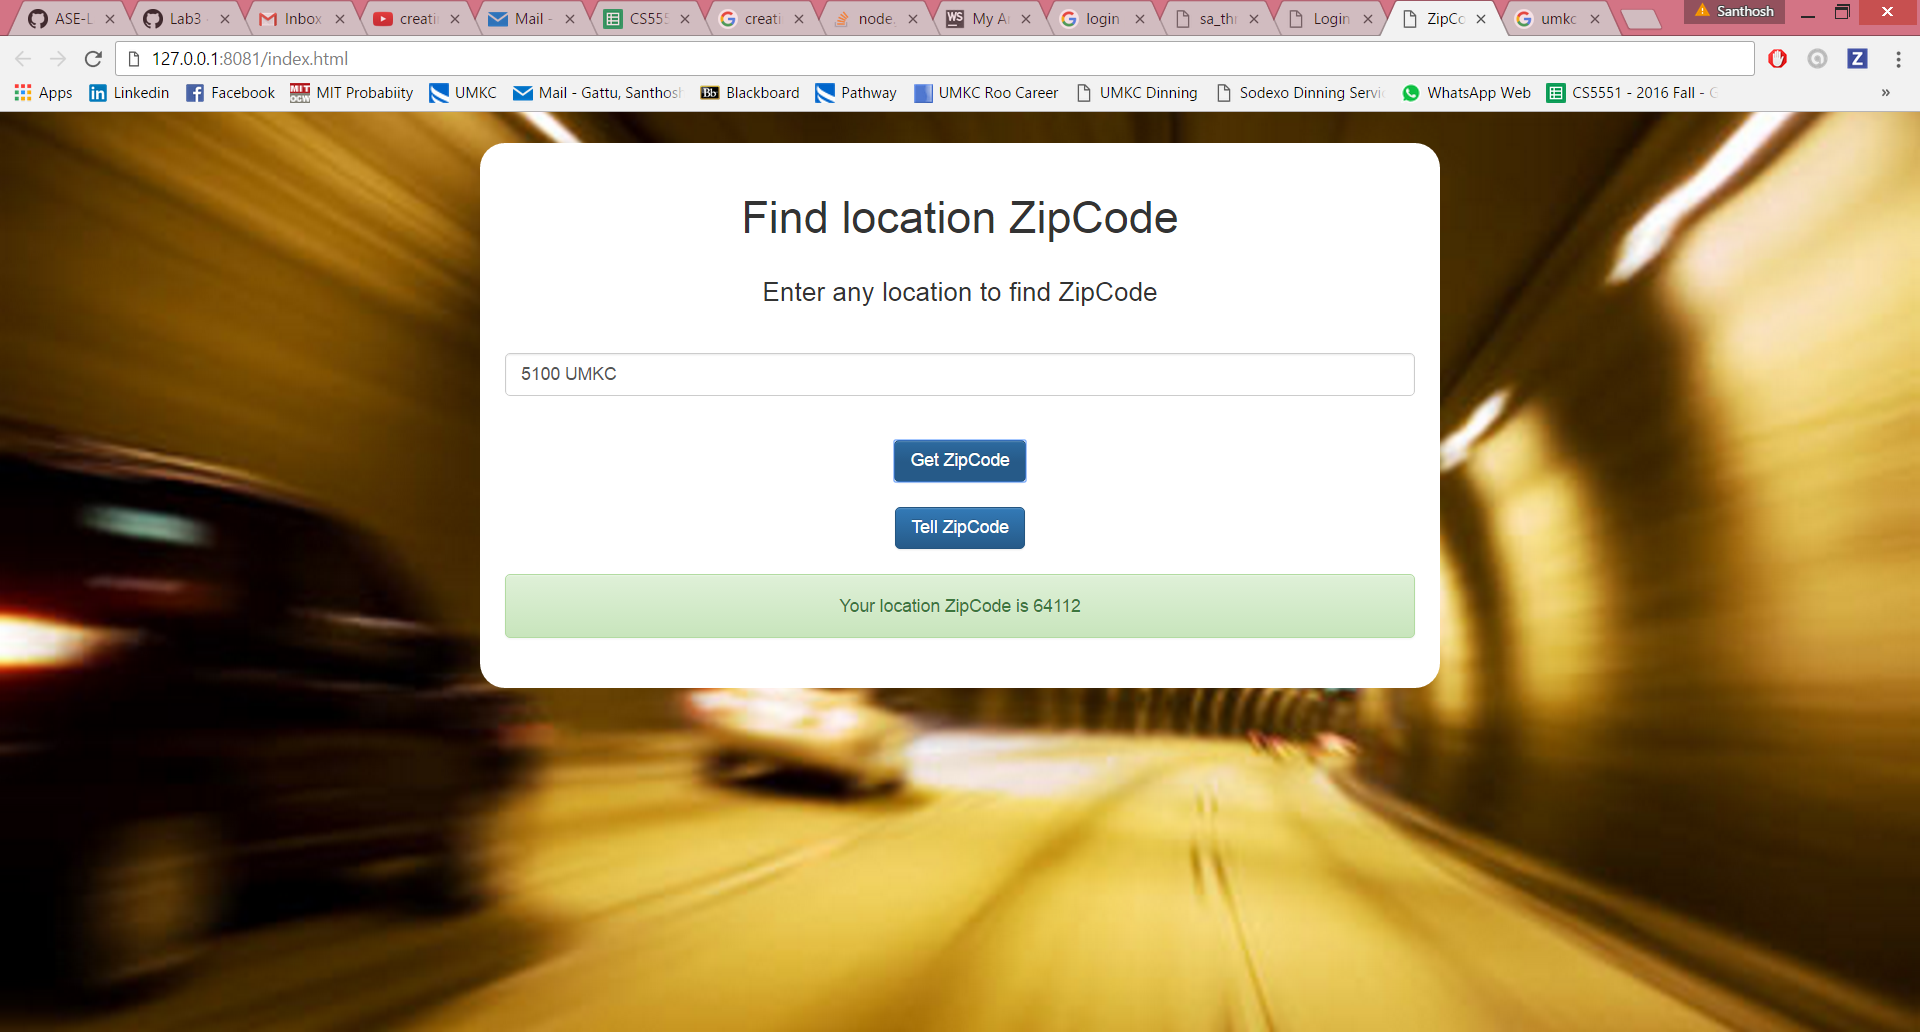 ASE-L Lab3 Inbox creati Mail - CS555 creati node. My A login sa_th Login ZipCo umkc Santhosh
127.0.0.1:8081/index.html
Apps Linkedin Facebook MIT Probabiity UMKC Mail - Gattu, Santhosh Blackboard Pathway UMKC Roo Career UMKC Dinning Sodexo Dinning Servi WhatsApp Web CS5551 - 2016 Fall - G »
Find location ZipCode
Enter any location to find ZipCode
5100 UMKC
Get ZipCode
Tell ZipCode
Your location ZipCode is 64112